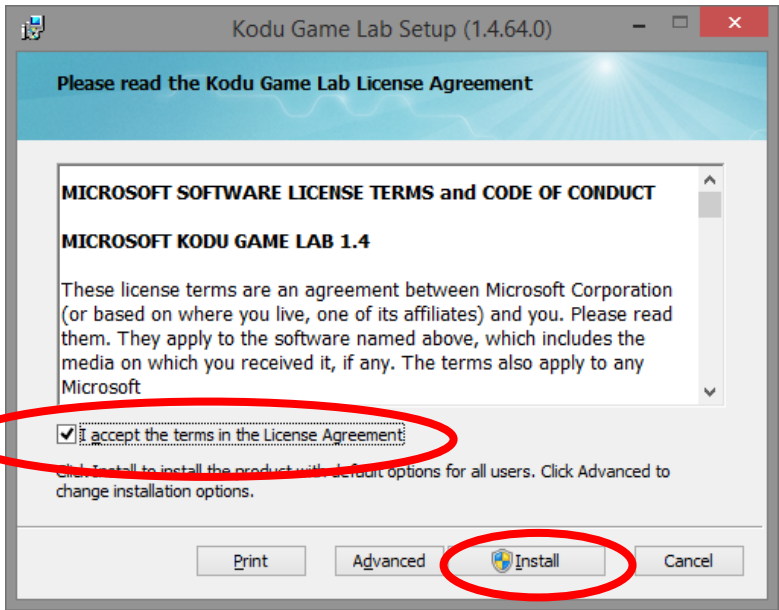 Kodu Game Lab Setup (1.4.64.0)
Please read the Kodu Game Lab License Agreement
MICROSOFT SOFTWARE LICENSE TERMS and CODE OF CONDUCT
MICROSOFT KODU GAME LAB 1.4
These license terms are an agreement between Microsoft Corporation
(or based on where you live, one of its affiliates) and you. Please read
them. They apply to the software named above, which includes the
media on which you received it, if any. The terms also apply to any
Microsoft
I accept the terms in the License Agreement
Click Install to install the product with default options for all users. Click Advanced to
change installation options.
Print Advanced Install Cancel